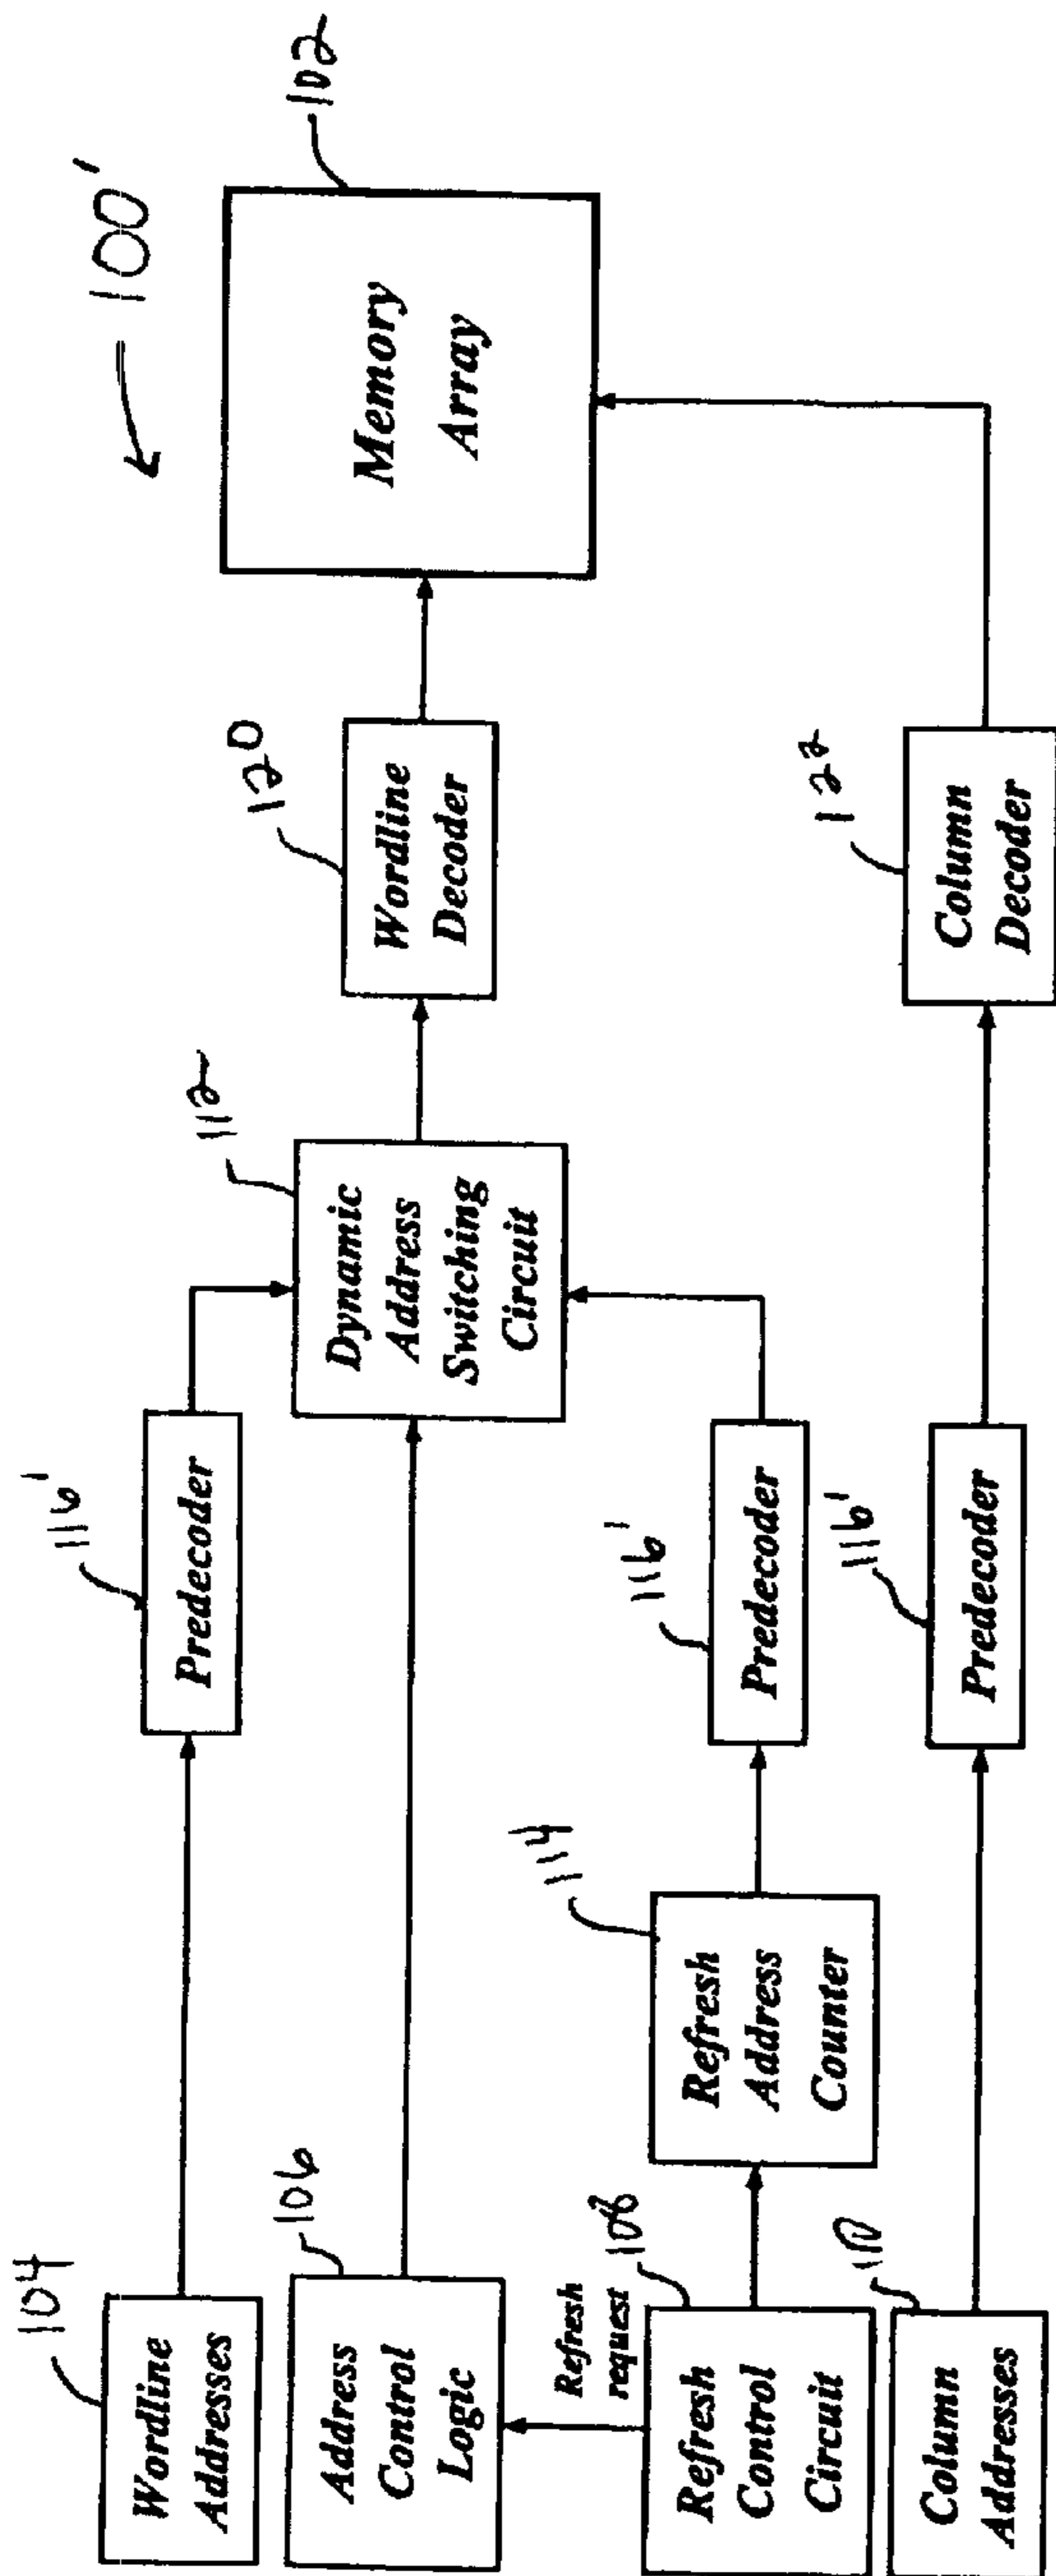 100'
104
Wordline
Addresses
116'
Predecoder
106
Address
Control
Logic
112
Dynamic
Address
Switching
Circuit
120
Wordline
Decoder
102
Memory
Array
Refresh
request
108
Refresh
Control
Circuit
114
Refresh
Address
Counter
116'
Predecoder
110
Column
Addresses
116'
Predecoder
122
Column
Decoder